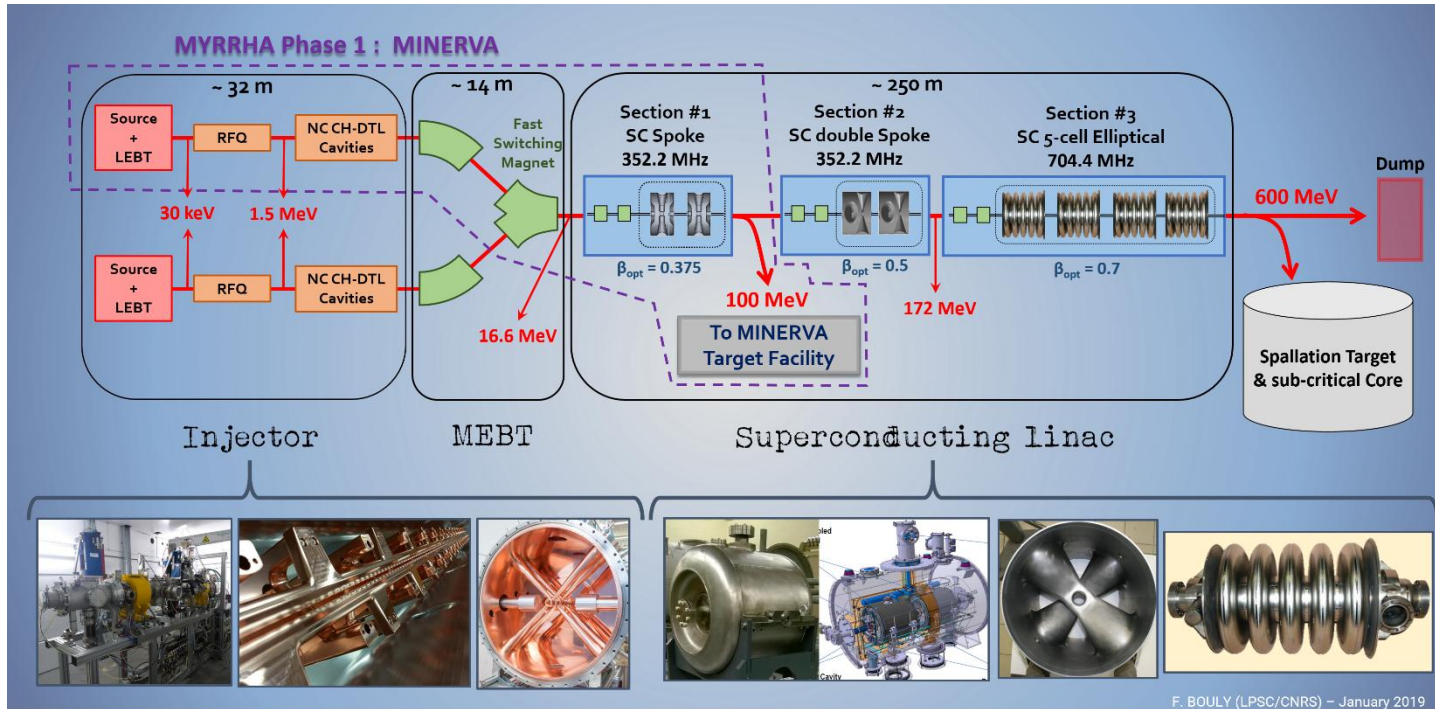 MYRRHA Phase 1 : MINERVA
~ 32 m
~ 14 m
~ 250 m
Source
+
LEBT
RFQ
NC CH-DTL
Cavities
Fast
Switching
Magnet
Section #1
SC Spoke
352.2 MHz
Section #2
SC double Spoke
352.2 MHz
Section #3
SC 5-cell Elliptical
704.4 MHz
Dump
30 keV
1.5 MeV
600 MeV
Source
+
LEBT
RFQ
NC CH-DTL
Cavities
βopt = 0.375
βopt = 0.5
βopt = 0.7
16.6 MeV
100 MeV
172 MeV
To MINERVA
Target Facility
Spallation Target
& sub-critical Core
Injector
MEBT
Superconducting linac
Cavity
F. BOULY (LPSC/CNRS) – January 2019